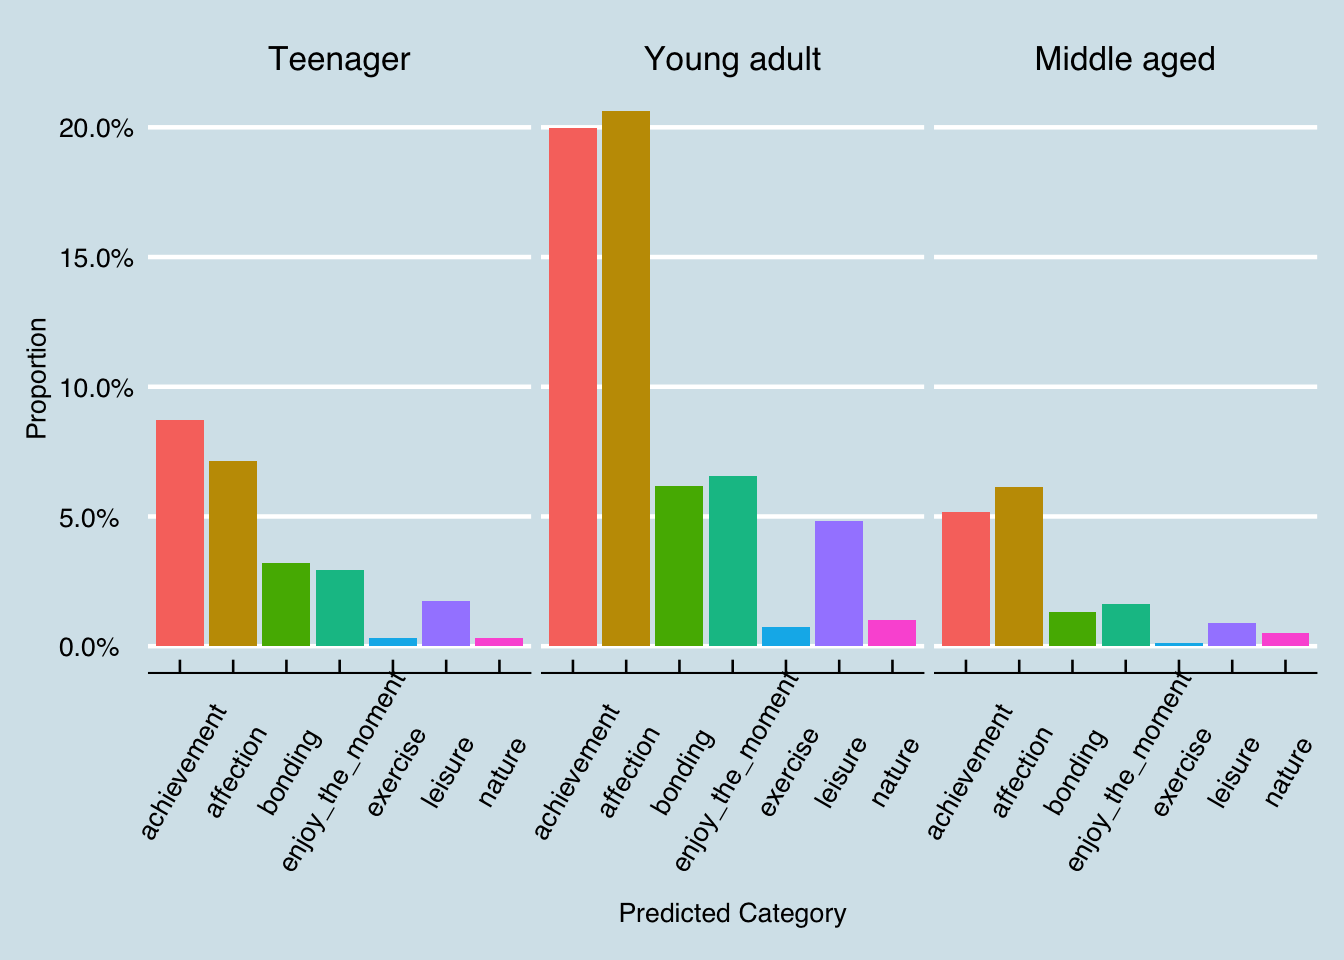 Teenager Young adult Middle aged
20.0%
15.0%
10.0%
5.0%
0.0%
Proportion
achievement affection bonding enjoy_the_moment exercise leisure nature
achievement affection bonding enjoy_the_moment exercise leisure nature
achievement affection bonding enjoy_the_moment exercise leisure nature
Predicted Category